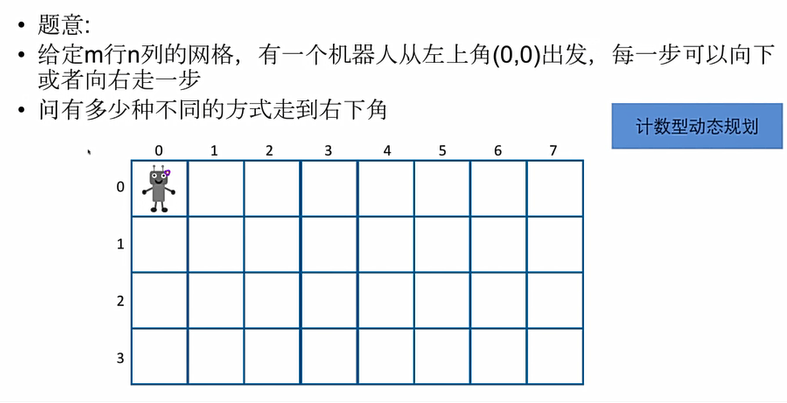 • 题意:
• 给定m行n列的网格，有一个机器人从左上角(0,0)出发，每一步可以向下
或者向右走一步
• 问有多少种不同的方式走到右下角
计数型动态规划
0 1 2 3 4 5 6 7
0
1
2
3